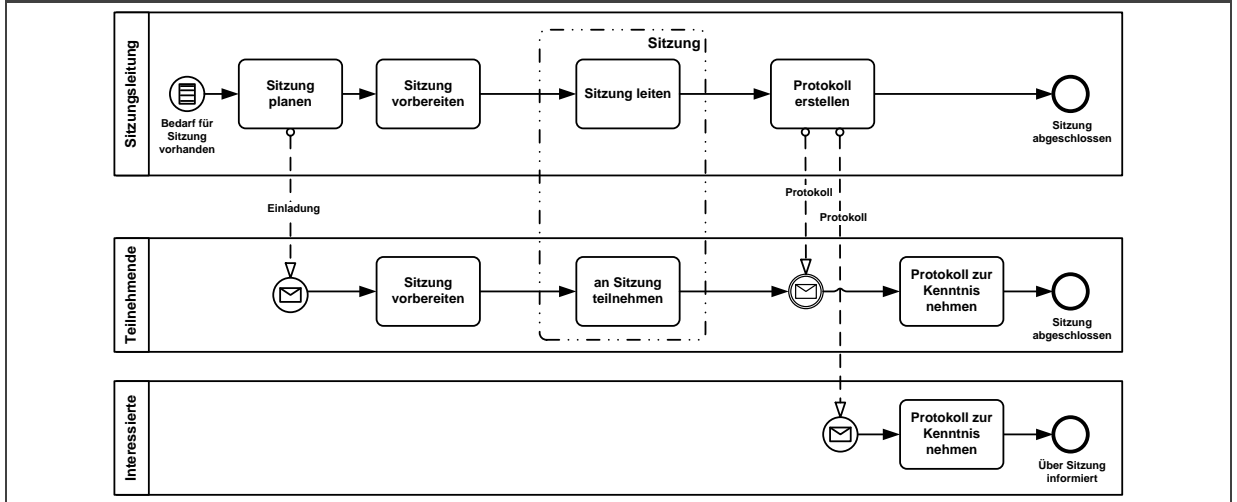 Sitzungsleitung
Bedarf für
Sitzung
vorhanden
Sitzung
planen
Sitzung
vorbereiten
Sitzung
Sitzung leiten
Protokoll
erstellen
Sitzung
abgeschlossen
Einladung
Protokoll
Protokoll
Teilnehmende
Sitzung
vorbereiten
an Sitzung
teilnehmen
Protokoll zur
Kenntnis
nehmen
Sitzung
abgeschlossen
Interessierte
Protokoll zur
Kenntnis
nehmen
Über Sitzung
informiert